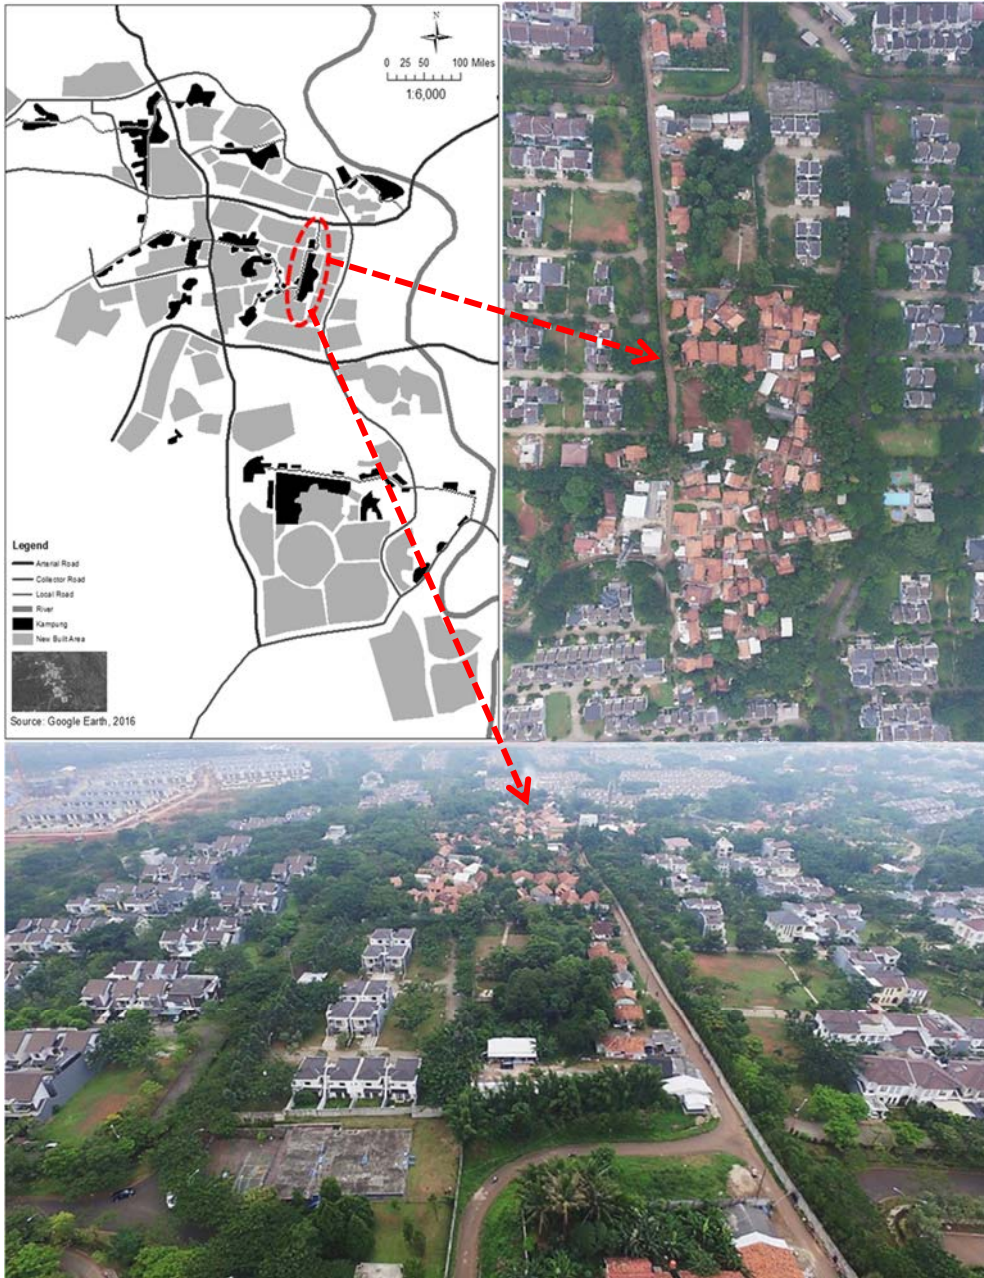 N
0 25 50 100 Miles
1:6,000
Legend
Arterial Road
Collector Road
Local Road
River
Kampung
New Built Area
Source: Google Earth, 2016